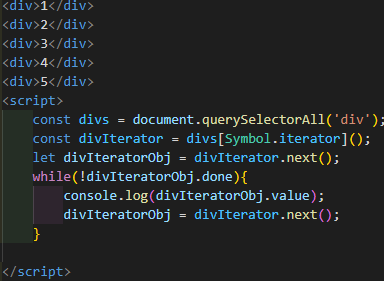 <div>1</div>
<div>2</div>
<div>3</div>
<div>4</div>
<div>5</div>
<script>
    const divs = document.querySelectorAll('div');
    const divIterator = divs[Symbol.iterator]();
    let divIteratorObj = divIterator.next();
    while(!divIteratorObj.done){
        console.log(divIteratorObj.value);
        divIteratorObj = divIterator.next();
    }
</script>